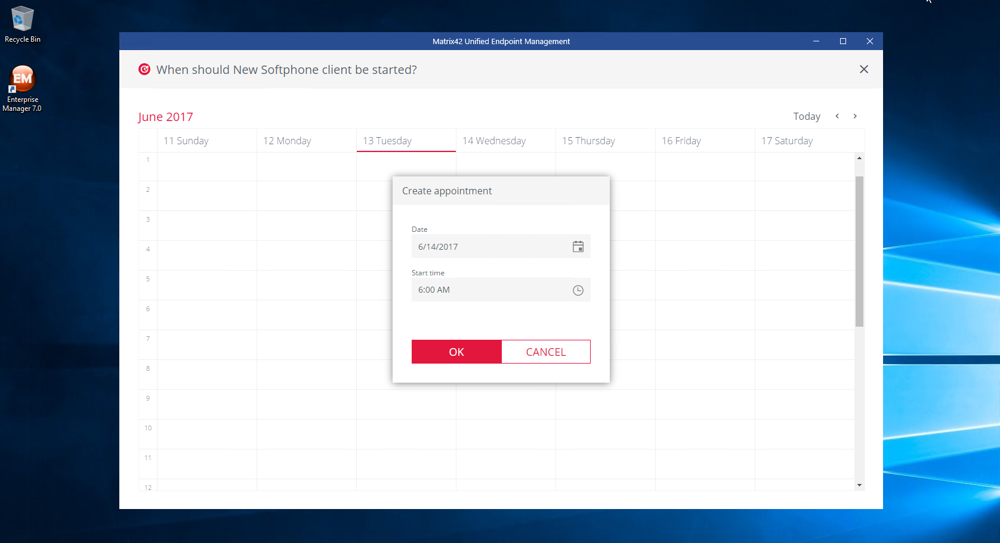 Recycle Bin
EM
Enterprise
Manager 7.0
Matrix42 Unified Endpoint Management
When should New Softphone client be started?
June 2017
Today
11 Sunday
12 Monday
13 Tuesday
14 Wednesday
15 Thursday
16 Friday
17 Saturday
1
2
3
4
5
6
7
8
9
10
11
12
Create appointment
Date
6/14/2017
Start time
6:00 AM
OK
CANCEL